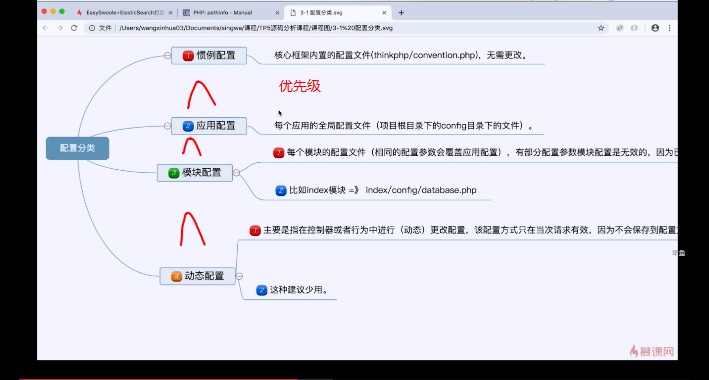 EasySwoole+ElasticSearch打造
PHP: pathinfo - Manual
3-1 配置分类.svg
文件 /Users/wangxinhua03/Documents/singwa/课程/TP5源码分析课程/课程图/3-1%20配置分类.svg
1 惯例配置
核心框架内置的配置文件(thinkphp/convention.php)，无需更改。
优先级
2 应用配置
每个应用的全局配置文件（项目根目录下的config目录下的文件）。
配置分类
1 每个模块的配置文件（相同的配置参数会覆盖应用配置），有部分配置参数模块配置是无效的，因为已
3 模块配置
2 比如index模块 =》 index/config/database.php
1 主要是指在控制器或者行为中进行（动态）更改配置，该配置方式只在当次请求有效，因为不会保存到配置文
4 动态配置
2 这种建议少用。
慕课网